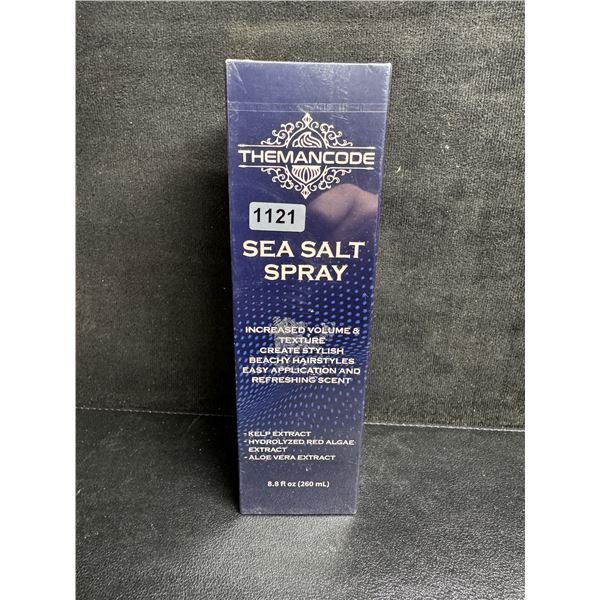 THEMANCODE
1121
SEA SALT
SPRAY
INCREASED VOLUME &
TEXTURE
CREATE STYLISH
BEACHY HAIRSTYLES
EASY APPLICATION AND
REFRESHING SCENT
- KELP EXTRACT
- HYDROLYZED RED ALGAE
EXTRACT
- ALOE VERA EXTRACT
8.8 fl oz (260 mL)